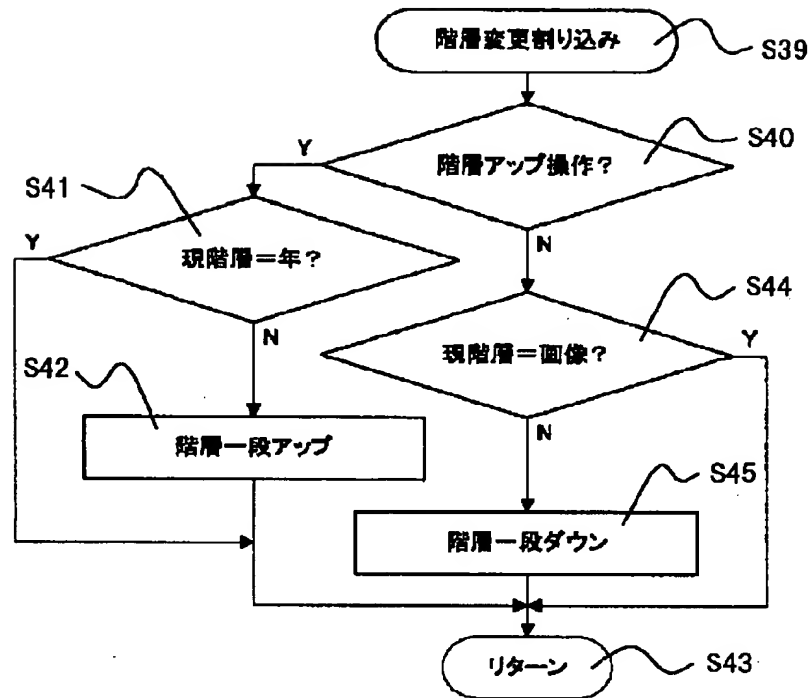 階層変更割り込み
S39
S40
階層アップ操作？
Y
S41
Y
現階層＝年？
N
S44
現階層＝画像？
Y
N
S42
階層一段アップ
N
S45
階層一段ダウン
リターン
S43